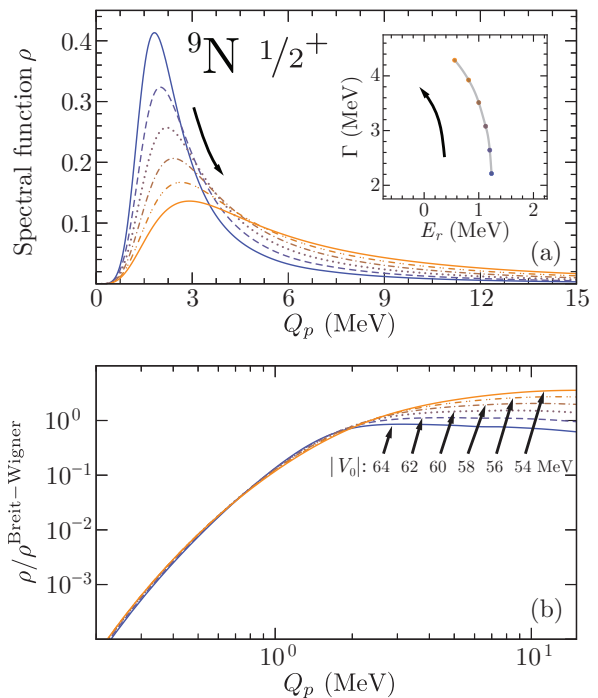 ⁹N 1/2⁺
Spectral function ρ
0.4
0.3
0.2
0.1
0
3
6
9
12
15
Q_p (MeV)
(a)
Γ (MeV)
4
3
2
0
1
2
E_r (MeV)
ρ/ρ^Breit−Wigner
10⁰
10⁻¹
10⁻²
10⁻³
|V₀|: 64 62 60 58 56 54 MeV
(b)
10⁰
10¹
Q_p (MeV)